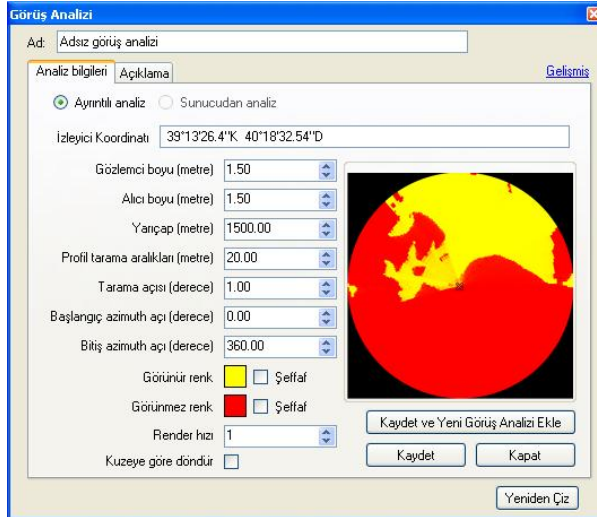 Görüş Analizi
Ad: Adsız görüş analizi
Analiz bilgileri Açıklama Gelişmiş
Ayrıntılı analiz Sunucudan analiz
İzleyici Koordinatı 39°13'26.4"K 40°18'32.54"D
Gözlemci boyu (metre) 1.50
Alıcı boyu (metre) 1.50
Yarıçap (metre) 1500.00
Profil tarama aralıkları (metre) 20.00
Tarama açısı (derece) 1.00
Başlangıç azimuth açı (derece) 0.00
Bitiş azimuth açı (derece) 360.00
Görünür renk Şeffaf
Görünmez renk Şeffaf
Render hızı 1
Kuzeye göre döndür
Kaydet ve Yeni Görüş Analizi Ekle
Kaydet Kapat
Yeniden Çiz